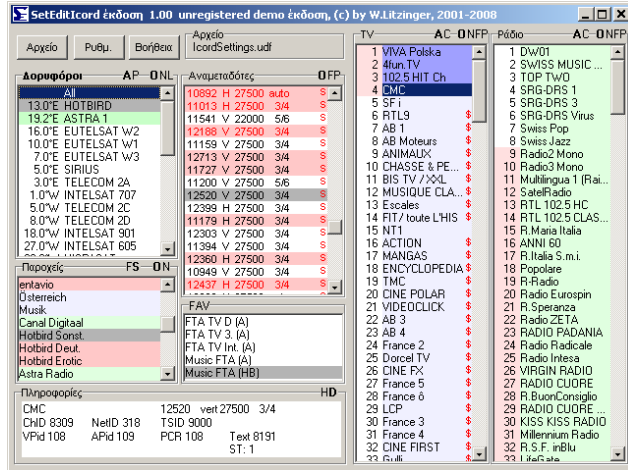 SetEditIcord έκδοση 1.00 unregistered demo έκδοση, (c) by W.Litzinger, 2001-2008
Αρχείο
Ρυθμ.
Βοήθεια
Αρχείο
IcordSettings.udf
Δορυφόροι AP ONL
All
13.0°E HOTBIRD
19.2°E ASTRA 1
16.0°E EUTELSAT W2
10.0°E EUTELSAT W1
7.0°E EUTELSAT W3
5.0°E SIRIUS
3.0°E TELECOM 2A
1.0°W INTELSAT 707
5.0°W TELECOM 2C
8.0°W TELECOM 2D
18.0°W INTELSAT 901
27.0°W INTELSAT 605
Αναμεταδότες OFP
10892 H 27500 auto S
11013 H 27500 3/4 S
11541 V 22000 5/6 S
12188 V 27500 3/4 S
11159 V 27500 3/4 S
12713 V 27500 3/4 S
11727 V 27500 3/4 S
11200 V 27500 5/6 S
12520 V 27500 3/4 S
12399 H 27500 3/4 S
11179 H 27500 3/4 S
12303 V 27500 3/4 S
11394 V 27500 3/4 S
12360 H 27500 3/4 S
10949 V 27500 3/4 S
12437 H 27500 3/4 S
Παροχείς FS ON
entavio
Österreich
Musik
Canal Digitaal
Hotbird Sonst.
Hotbird Deut.
Hotbird Erotic
Astra Radio
FAV
FTA TV D (A)
FTA TV 3. (A)
FTA TV Int. (A)
Music FTA (A)
Music FTA (HB)
Πληροφορίες HD-
CMC 12520 vert 27500 3/4
ChID 8309 NetID 318 TSID 9000
VPid 108 APid 109 PCR 108 Text 8191
ST: 1
TV AC ONFP
1 VIVA Polska
2 4fun.TV
3 102.5 HIT Ch
4 CMC
5 SF i
6 RTL9 $
7 AB 1 $
8 AB Moteurs $
9 ANIMAUX $
10 CHASSE & PE... $
11 BIS TV / XXL $
12 MUSIQUE CLA... $
13 Escales $
14 FIT/ toute L'HIS $
15 NT1
16 ACTION $
17 MANGAS $
18 ENCYCLOPEDIA $
19 TMC $
20 CINE POLAR $
21 VIDEOCLICK $
22 AB 3 $
23 AB 4 $
24 France 2 $
25 Dorcel TV $
26 CINE FX $
27 France 5 $
28 France ô $
29 LCP $
30 France 3 $
31 France 4 $
32 CINE FIRST $
33 Gulli $
Ράδιο AC ONFP
1 DW01
2 SWISS MUSIC ...
3 TOP TWO
4 SRG-DRS 1
5 SRG-DRS 3
6 SRG-DRS Virus
7 Swiss Pop
8 Swiss Jazz
9 Radio2 Mono
10 Radio3 Mono
11 Multilingua 1 (Rai...
12 SatelRadio
13 RTL 102.5 HC
14 RTL 102.5 CLAS...
15 R.Maria Italia
16 ANNI 60
17 R.Italia S.m.i.
18 Popolare
19 R-Radio
20 Radio Eurospin
21 R.Speranza
22 Radio ZETA
23 RADIO PADANIA
24 Radio Radicale
25 Radio Intesa
26 VIRGIN RADIO
27 RADIO CUORE
28 R.BuonConsiglio
29 RADIO CUORE ...
30 KISS KISS RADIO
31 Millennium Radio
32 R.S.F. inBlu
33 LifeGate